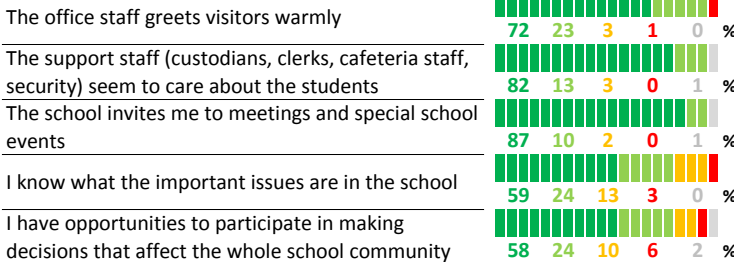 The office staff greets visitors warmly
72 23 3 1 0 %
The support staff (custodians, clerks, cafeteria staff,
security) seem to care about the students
82 13 3 0 1 %
The school invites me to meetings and special school
events
87 10 2 0 1 %
I know what the important issues are in the school
59 24 13 3 0 %
I have opportunities to participate in making
decisions that affect the whole school community
58 24 10 6 2 %